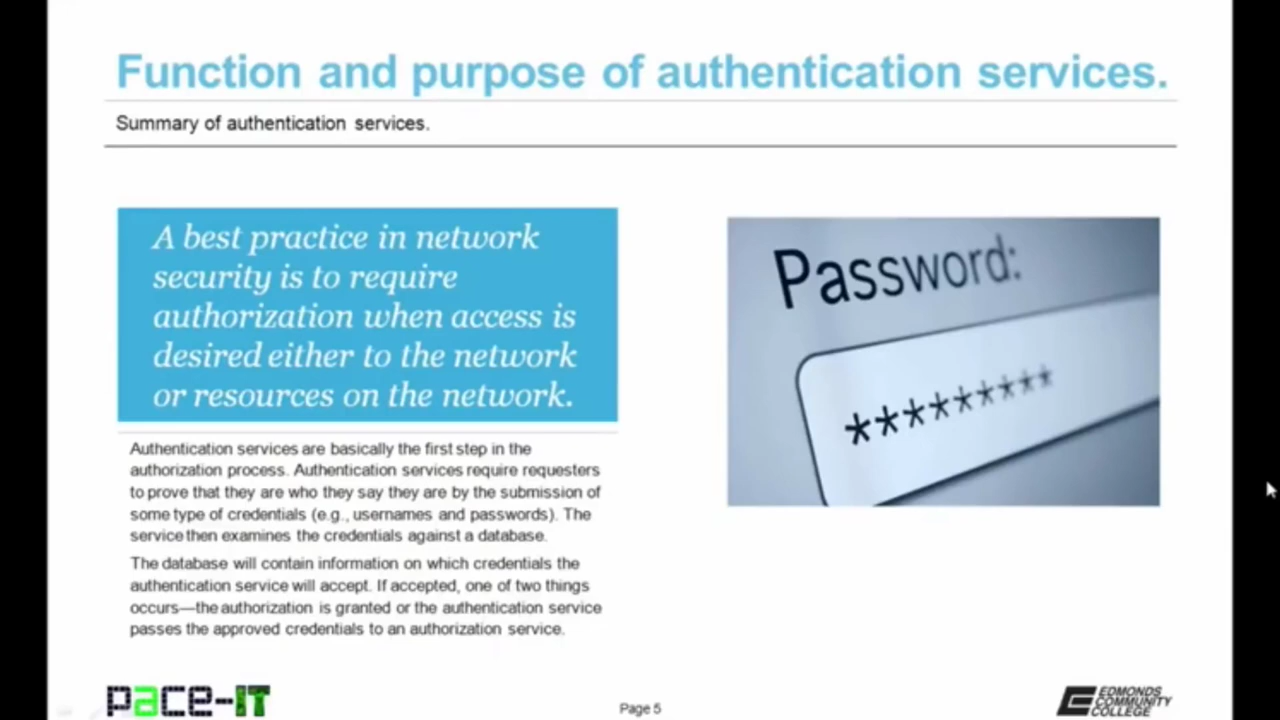 Function and purpose of authentication services.
Summary of authentication services.
A best practice in network
security is to require
authorization when access is
desired either to the network
or resources on the network.
Authentication services are basically the first step in the
authorization process. Authentication services require requesters
to prove that they are who they say they are by the submission of
some type of credentials (e.g., usernames and passwords). The
service then examines the credentials against a database.
The database will contain information on which credentials the
authentication service will accept. If accepted, one of two things
occurs—the authorization is granted or the authentication service
passes the approved credentials to an authorization service.
Password:
*********
pace-IT
Page 5
EDMONDS
COMMUNITY
COLLEGE